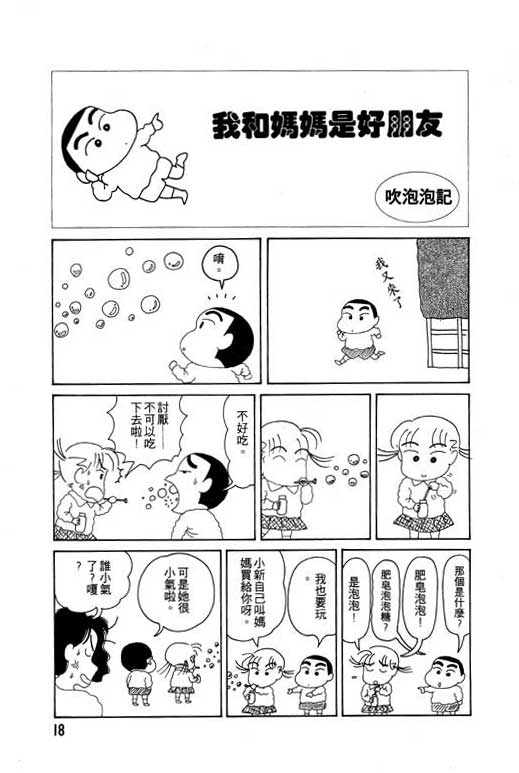 我和媽媽是好朋友
吹泡泡記
我又來了
唷。
不好吃。
討厭——
不可以吃
下去啦！
那個是什麼？
肥皂泡泡！
肥皂泡泡糖？
是泡泡！
我也要玩
小新自己叫媽
媽買給你呀。
可是她很
小氣啦。
誰小氣
了？嗄
？
18